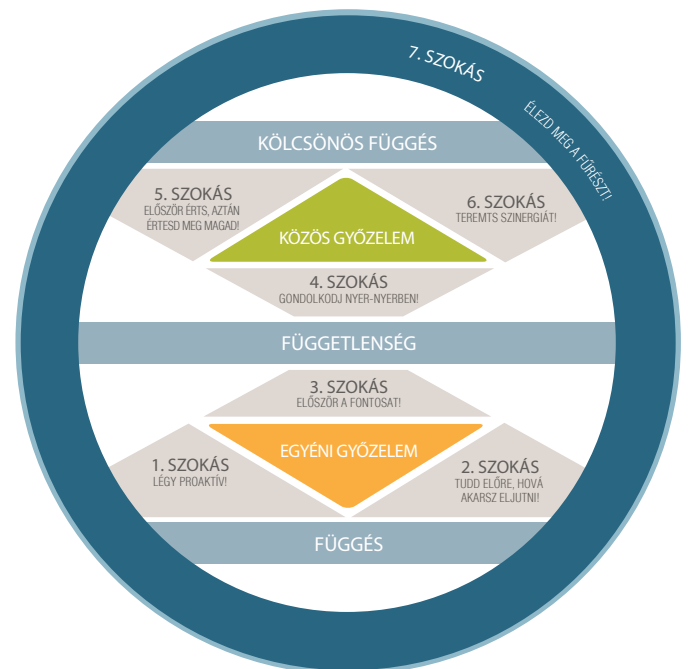 7. SZOKÁS
ÉLEZD MEG A FŰRÉSZT!
KÖLCSÖNÖS FÜGGÉS
5. SZOKÁS
ELŐSZÖR ÉRTS, AZTÁN
ÉRTESD MEG MAGAD!
6. SZOKÁS
TEREMTS SZINERGIÁT!
KÖZÖS GYŐZELEM
4. SZOKÁS
GONDOLKODJ NYER-NYERBEN!
FÜGGETLENSÉG
3. SZOKÁS
ELŐSZÖR A FONTOSAT!
EGYÉNI GYŐZELEM
1. SZOKÁS
LÉGY PROAKTÍV!
2. SZOKÁS
TUDD ELŐRE, HOVÁ
AKARSZ ELJUTNI!
FÜGGÉS